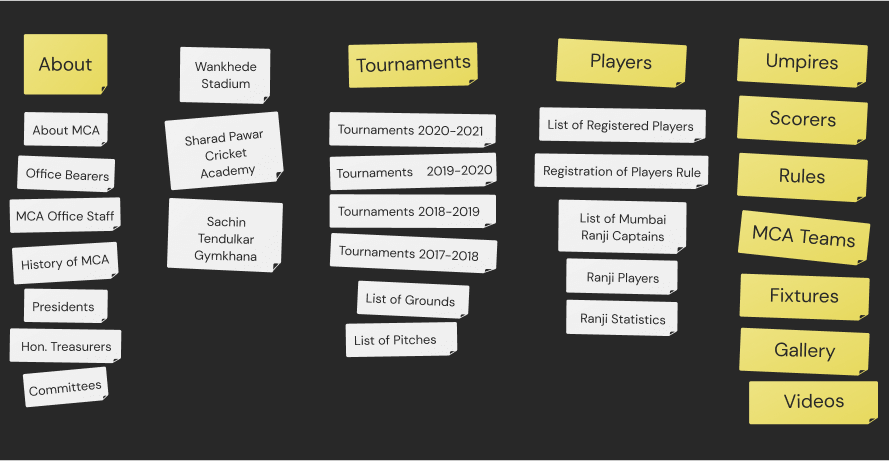 About
About MCA
Office Bearers
MCA Office Staff
History of MCA
Presidents
Hon. Treasurers
Committees
Wankhede
Stadium
Sharad Pawar
Cricket
Academy
Sachin
Tendulkar
Gymkhana
Tournaments
Tournaments 2020-2021
Tournaments 2019-2020
Tournaments 2018-2019
Tournaments 2017-2018
List of Grounds
List of Pitches
Players
List of Registered Players
Registration of Players Rule
List of Mumbai
Ranji Captains
Ranji Players
Ranji Statistics
Umpires
Scorers
Rules
MCA Teams
Fixtures
Gallery
Videos